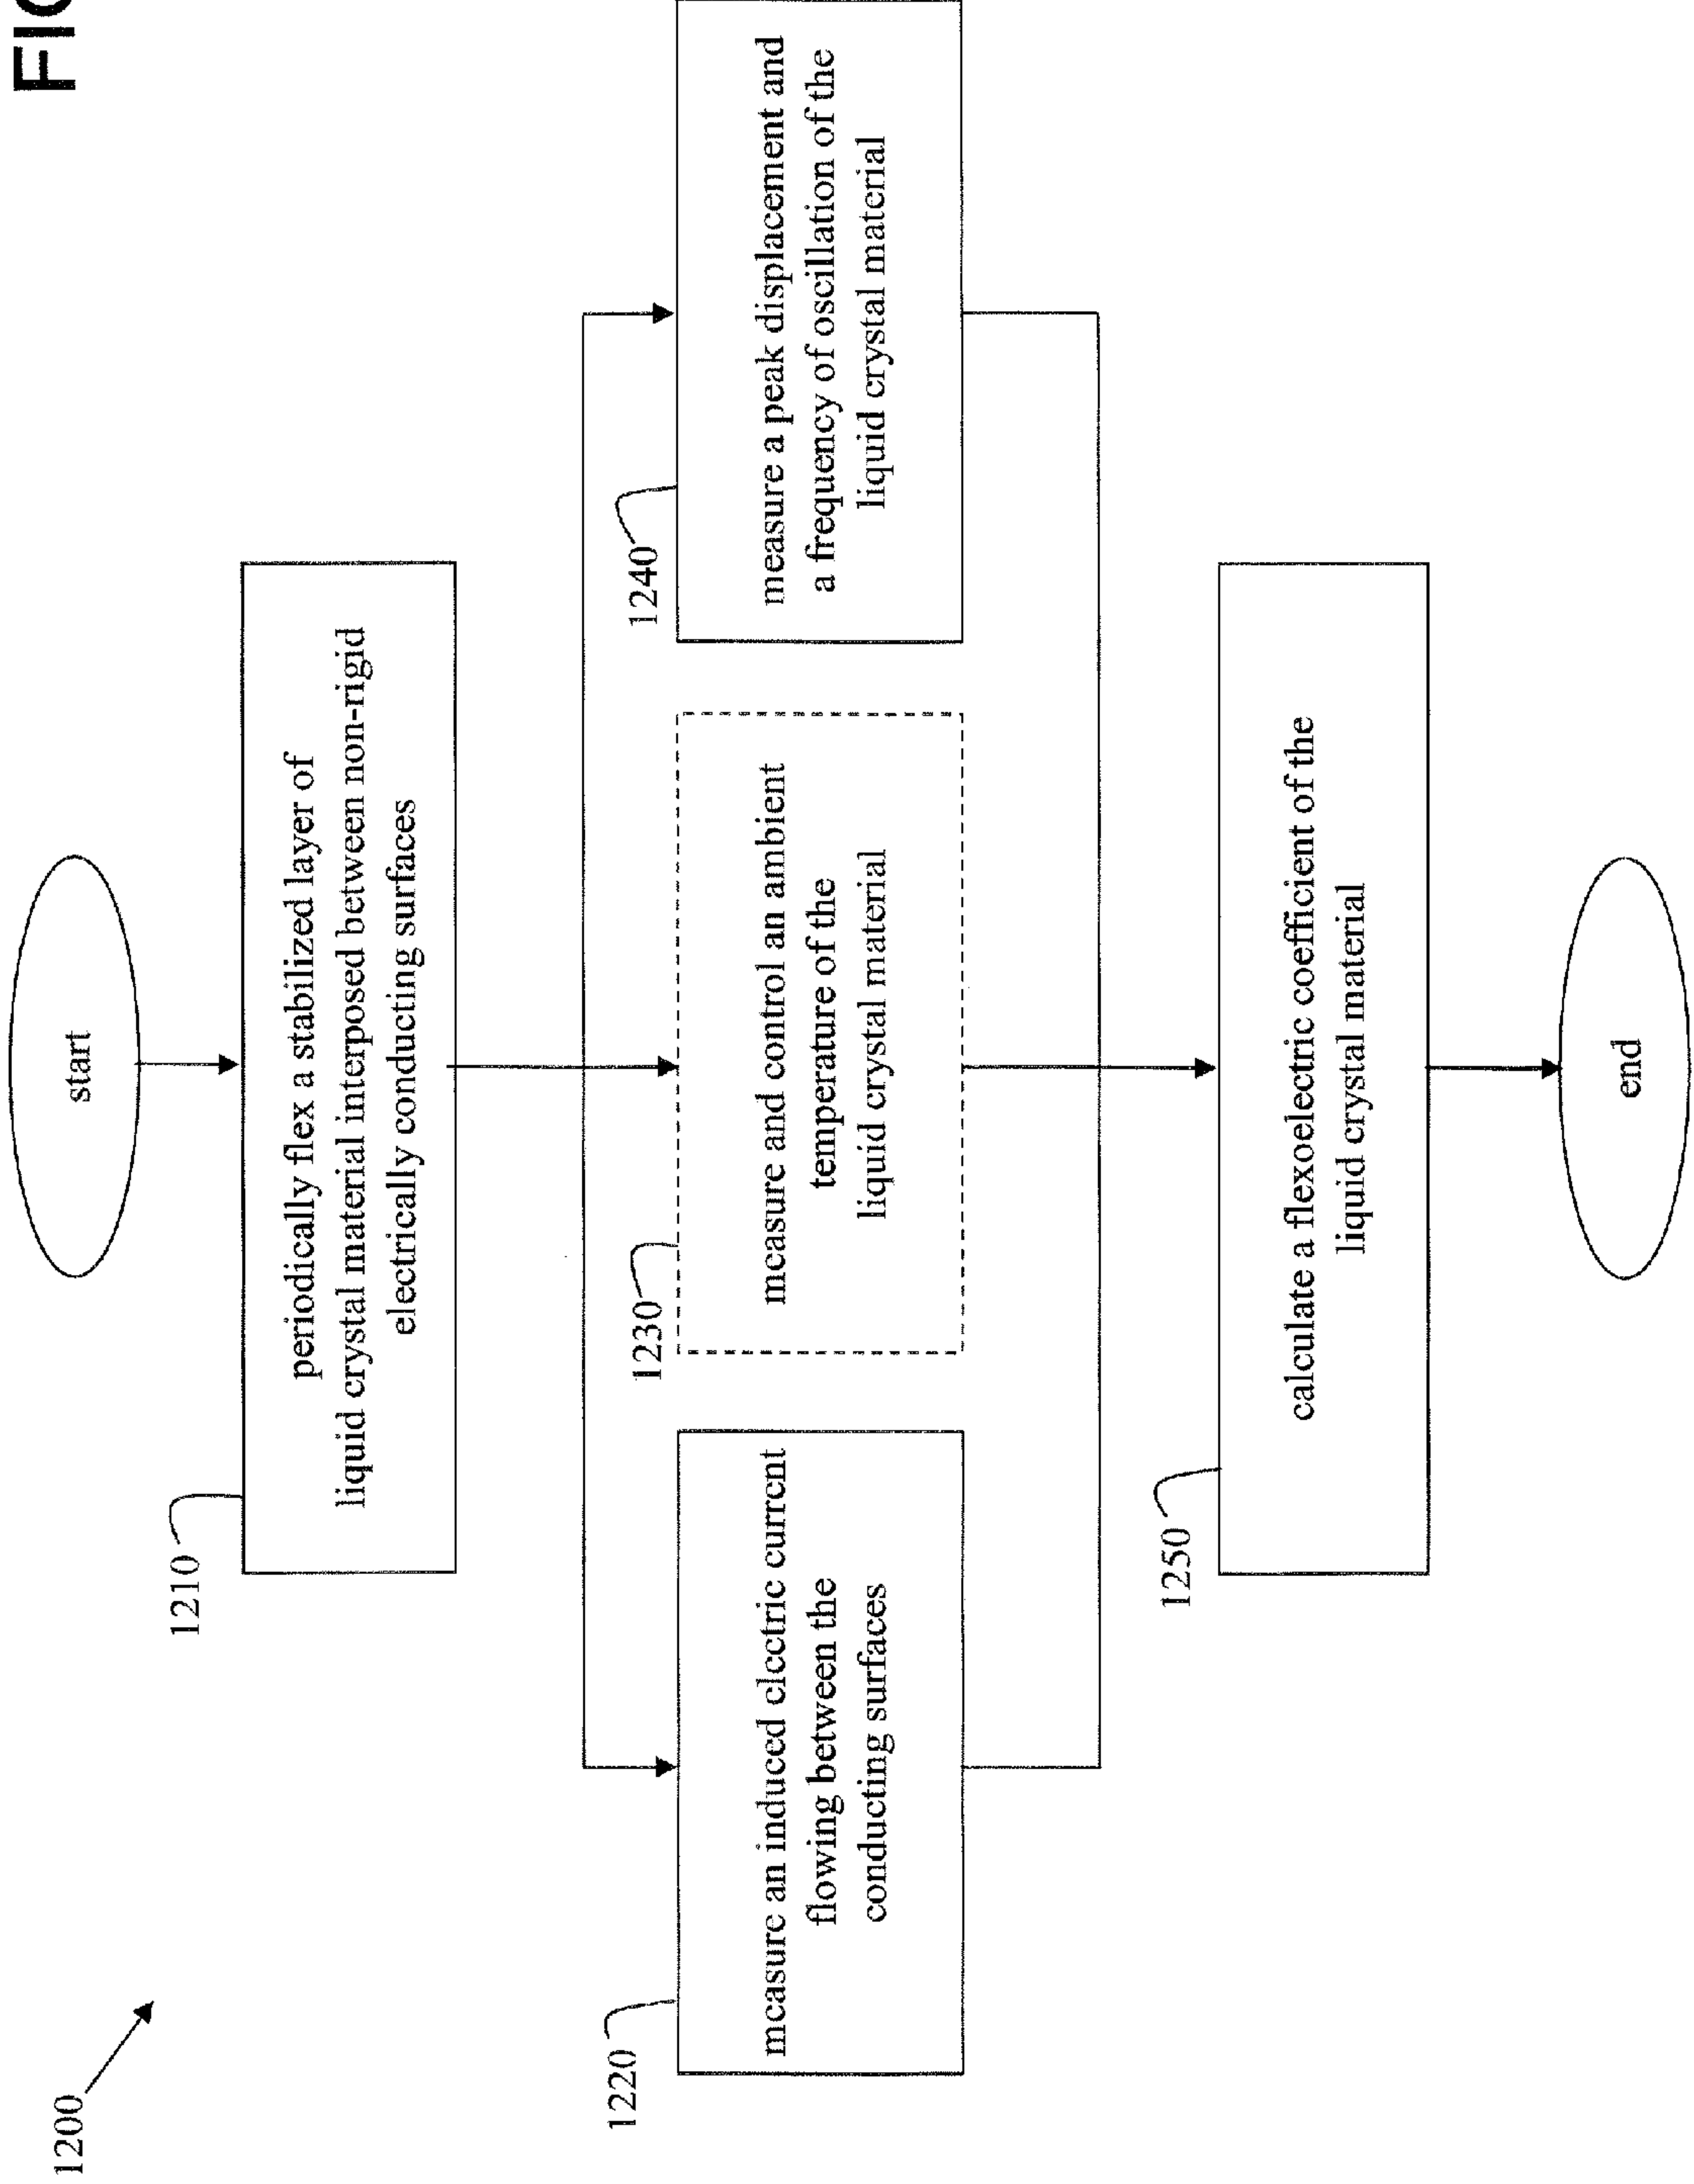 FIG
1200
start
1210
periodically flex a stabilized layer of
liquid crystal material interposed between non-rigid
electrically conducting surfaces
1220
measure an induced electric current
flowing between the
conducting surfaces
1230
measure and control an ambient
temperature of the
liquid crystal material
1240
measure a peak displacement and
a frequency of oscillation of the
liquid crystal material
1250
calculate a flexoelectric coefficient of the
liquid crystal material
end